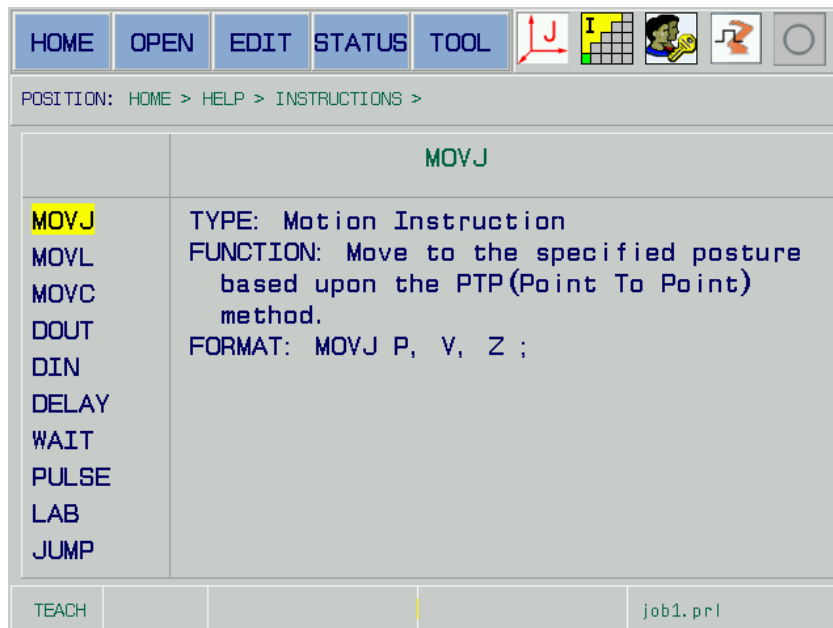 HOME OPEN EDIT STATUS TOOL J I
POSITION: HOME > HELP > INSTRUCTIONS >
MOVJ
MOVJ
MOVL
MOVC
DOUT
DIN
DELAY
WAIT
PULSE
LAB
JUMP
TYPE: Motion Instruction
FUNCTION: Move to the specified posture
based upon the PTP(Point To Point)
method.
FORMAT: MOVJ P, V, Z ;
TEACH job1.prl